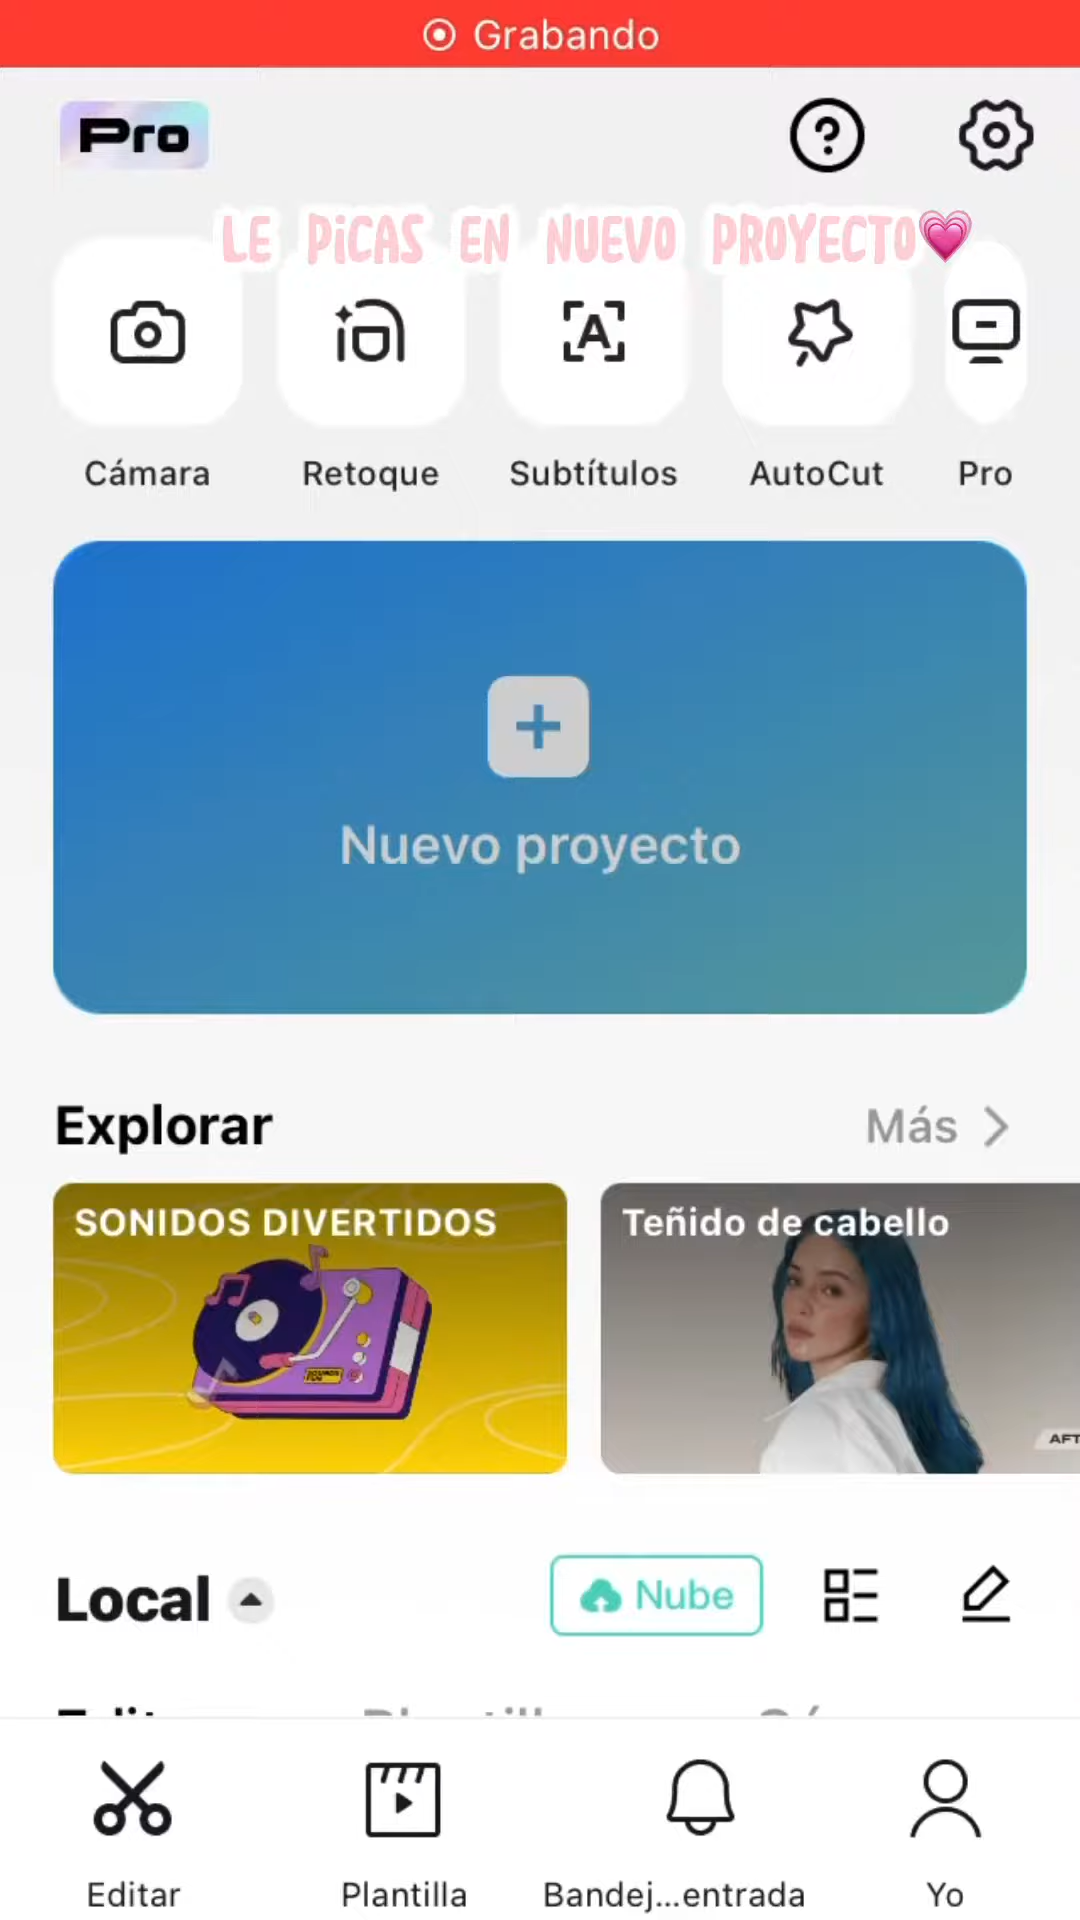 Grabando
Pro
LE PiCAS EN NUEVO PROYECTO💗
Cámara
Retoque
Subtítulos
AutoCut
Pro
Nuevo proyecto
Explorar
Más
SONIDOS DIVERTIDOS
Teñido de cabello
AFT
Local
Nube
Editar
Plantilla
Bandej...entrada
Yo